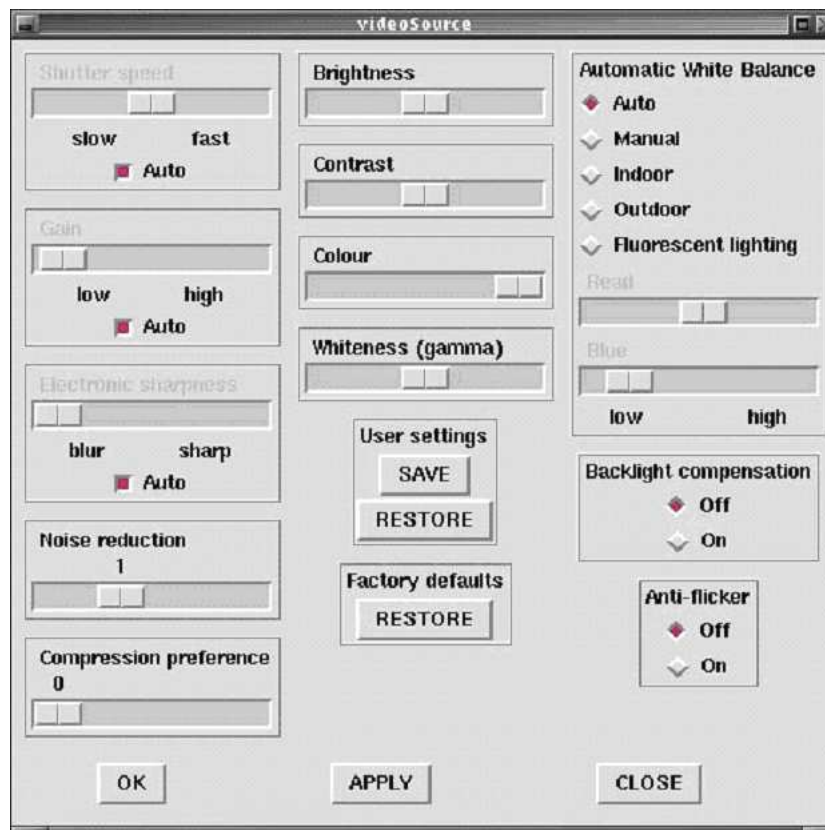 videoSource
Shutter speed
slow fast
Auto
Gain
low high
Auto
Electronic sharpness
blur sharp
Auto
Noise reduction
1
Compression preference
0
Brightness
Contrast
Colour
Whiteness (gamma)
User settings
SAVE
RESTORE
Factory defaults
RESTORE
Automatic White Balance
Auto
Manual
Indoor
Outdoor
Fluorescent lighting
Read
Blue
low high
Backlight compensation
Off
On
Anti-flicker
Off
On
OK APPLY CLOSE